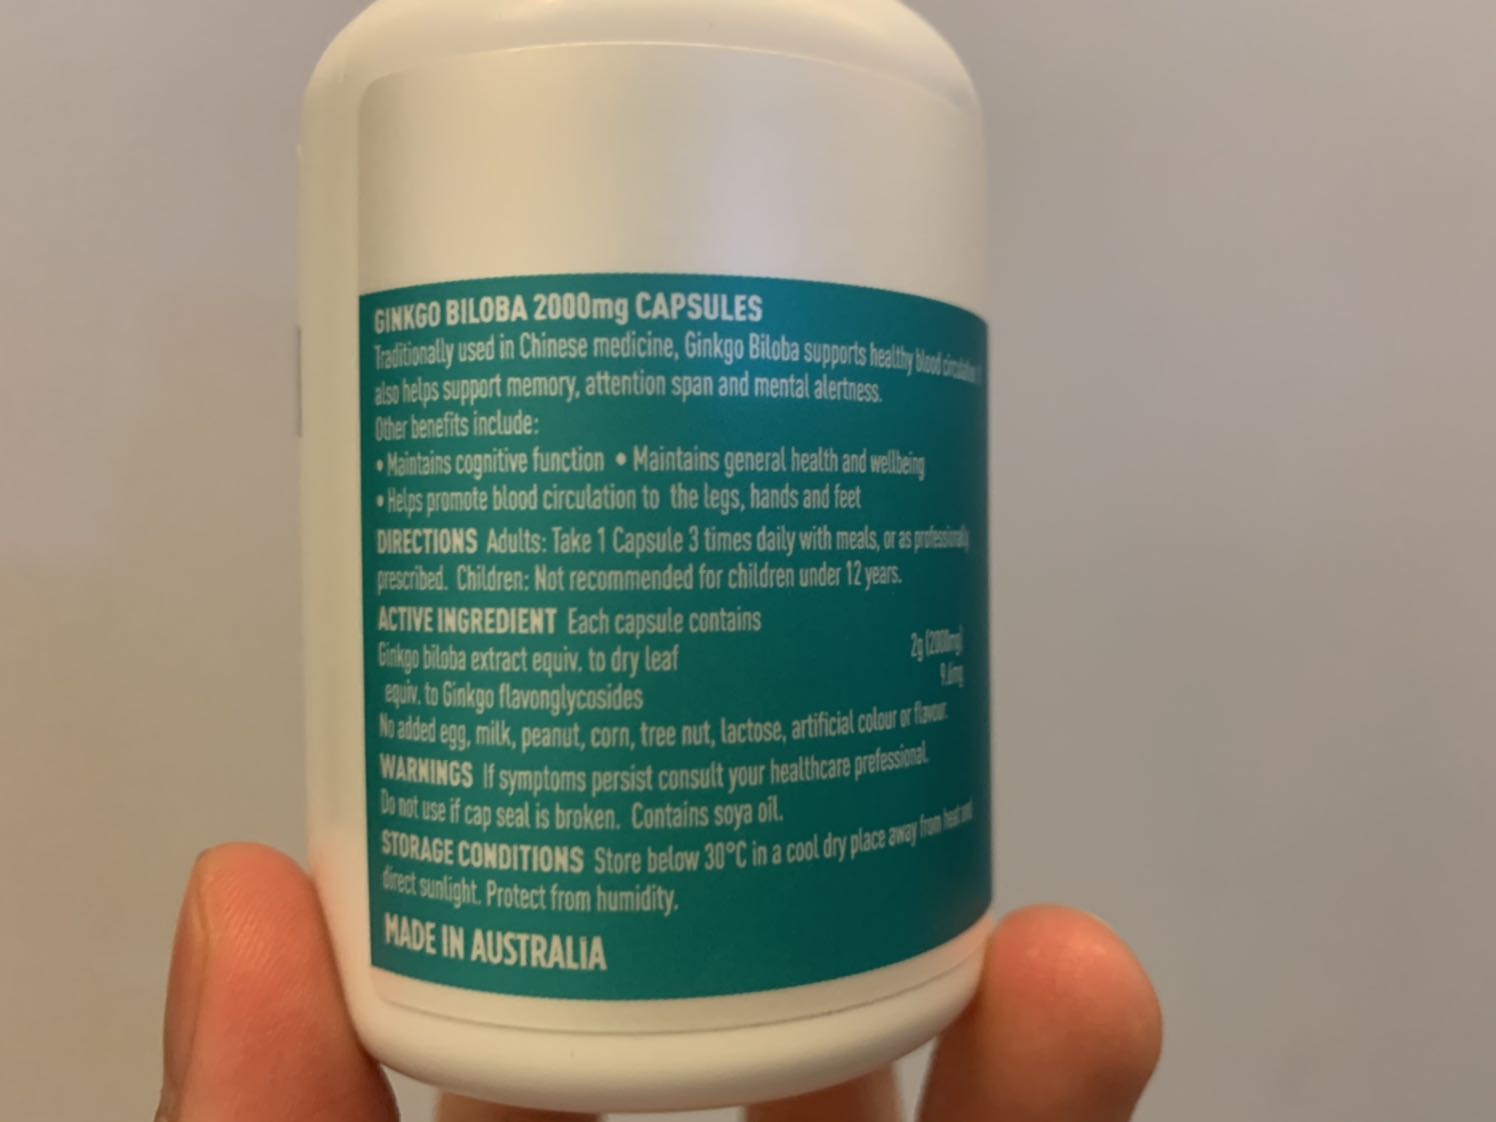 GINKGO BILOBA 2000mg CAPSULES
Traditionally used in Chinese medicine, Ginkgo Biloba supports healthy blood circulation
also helps support memory, attention span and mental alertness.
Other benefits include:
• Maintains cognitive function • Maintains general health and wellbeing
• Helps promote blood circulation to the legs, hands and feet
DIRECTIONS Adults: Take 1 Capsule 3 times daily with meals, or as professionally
prescribed. Children: Not recommended for children under 12 years.
ACTIVE INGREDIENT Each capsule contains
Ginkgo biloba extract equiv. to dry leaf 2g (2000mg)
equiv. to Ginkgo flavonglycosides 9.6mg
No added egg, milk, peanut, corn, tree nut, lactose, artificial colour or flavour.
WARNINGS If symptoms persist consult your healthcare prefessional.
Do not use if cap seal is broken. Contains soya oil.
STORAGE CONDITIONS Store below 30°C in a cool dry place away from heat and
direct sunlight. Protect from humidity.
MADE IN AUSTRALIA